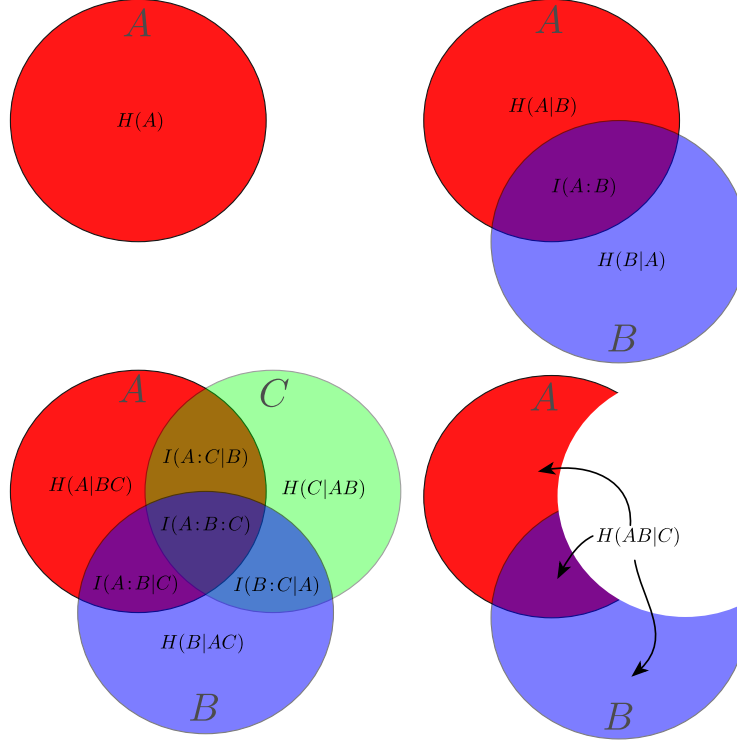 A
H(A)
A
H(A|B)
I(A:B)
H(B|A)
B
A
C
I(A:C|B)
H(A|BC)
H(C|AB)
I(A:B:C)
I(A:B|C)
I(B:C|A)
H(B|AC)
B
A
H(AB|C)
B